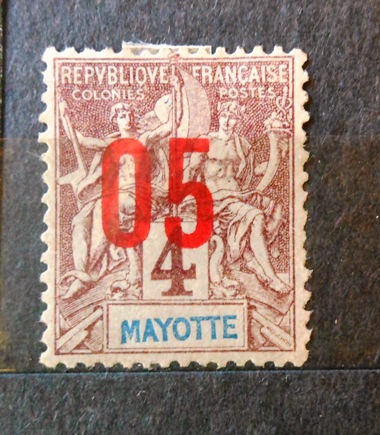 REPVBLIQVE FRANÇAISE
COLONIES POSTES
05
4
MAYOTTE